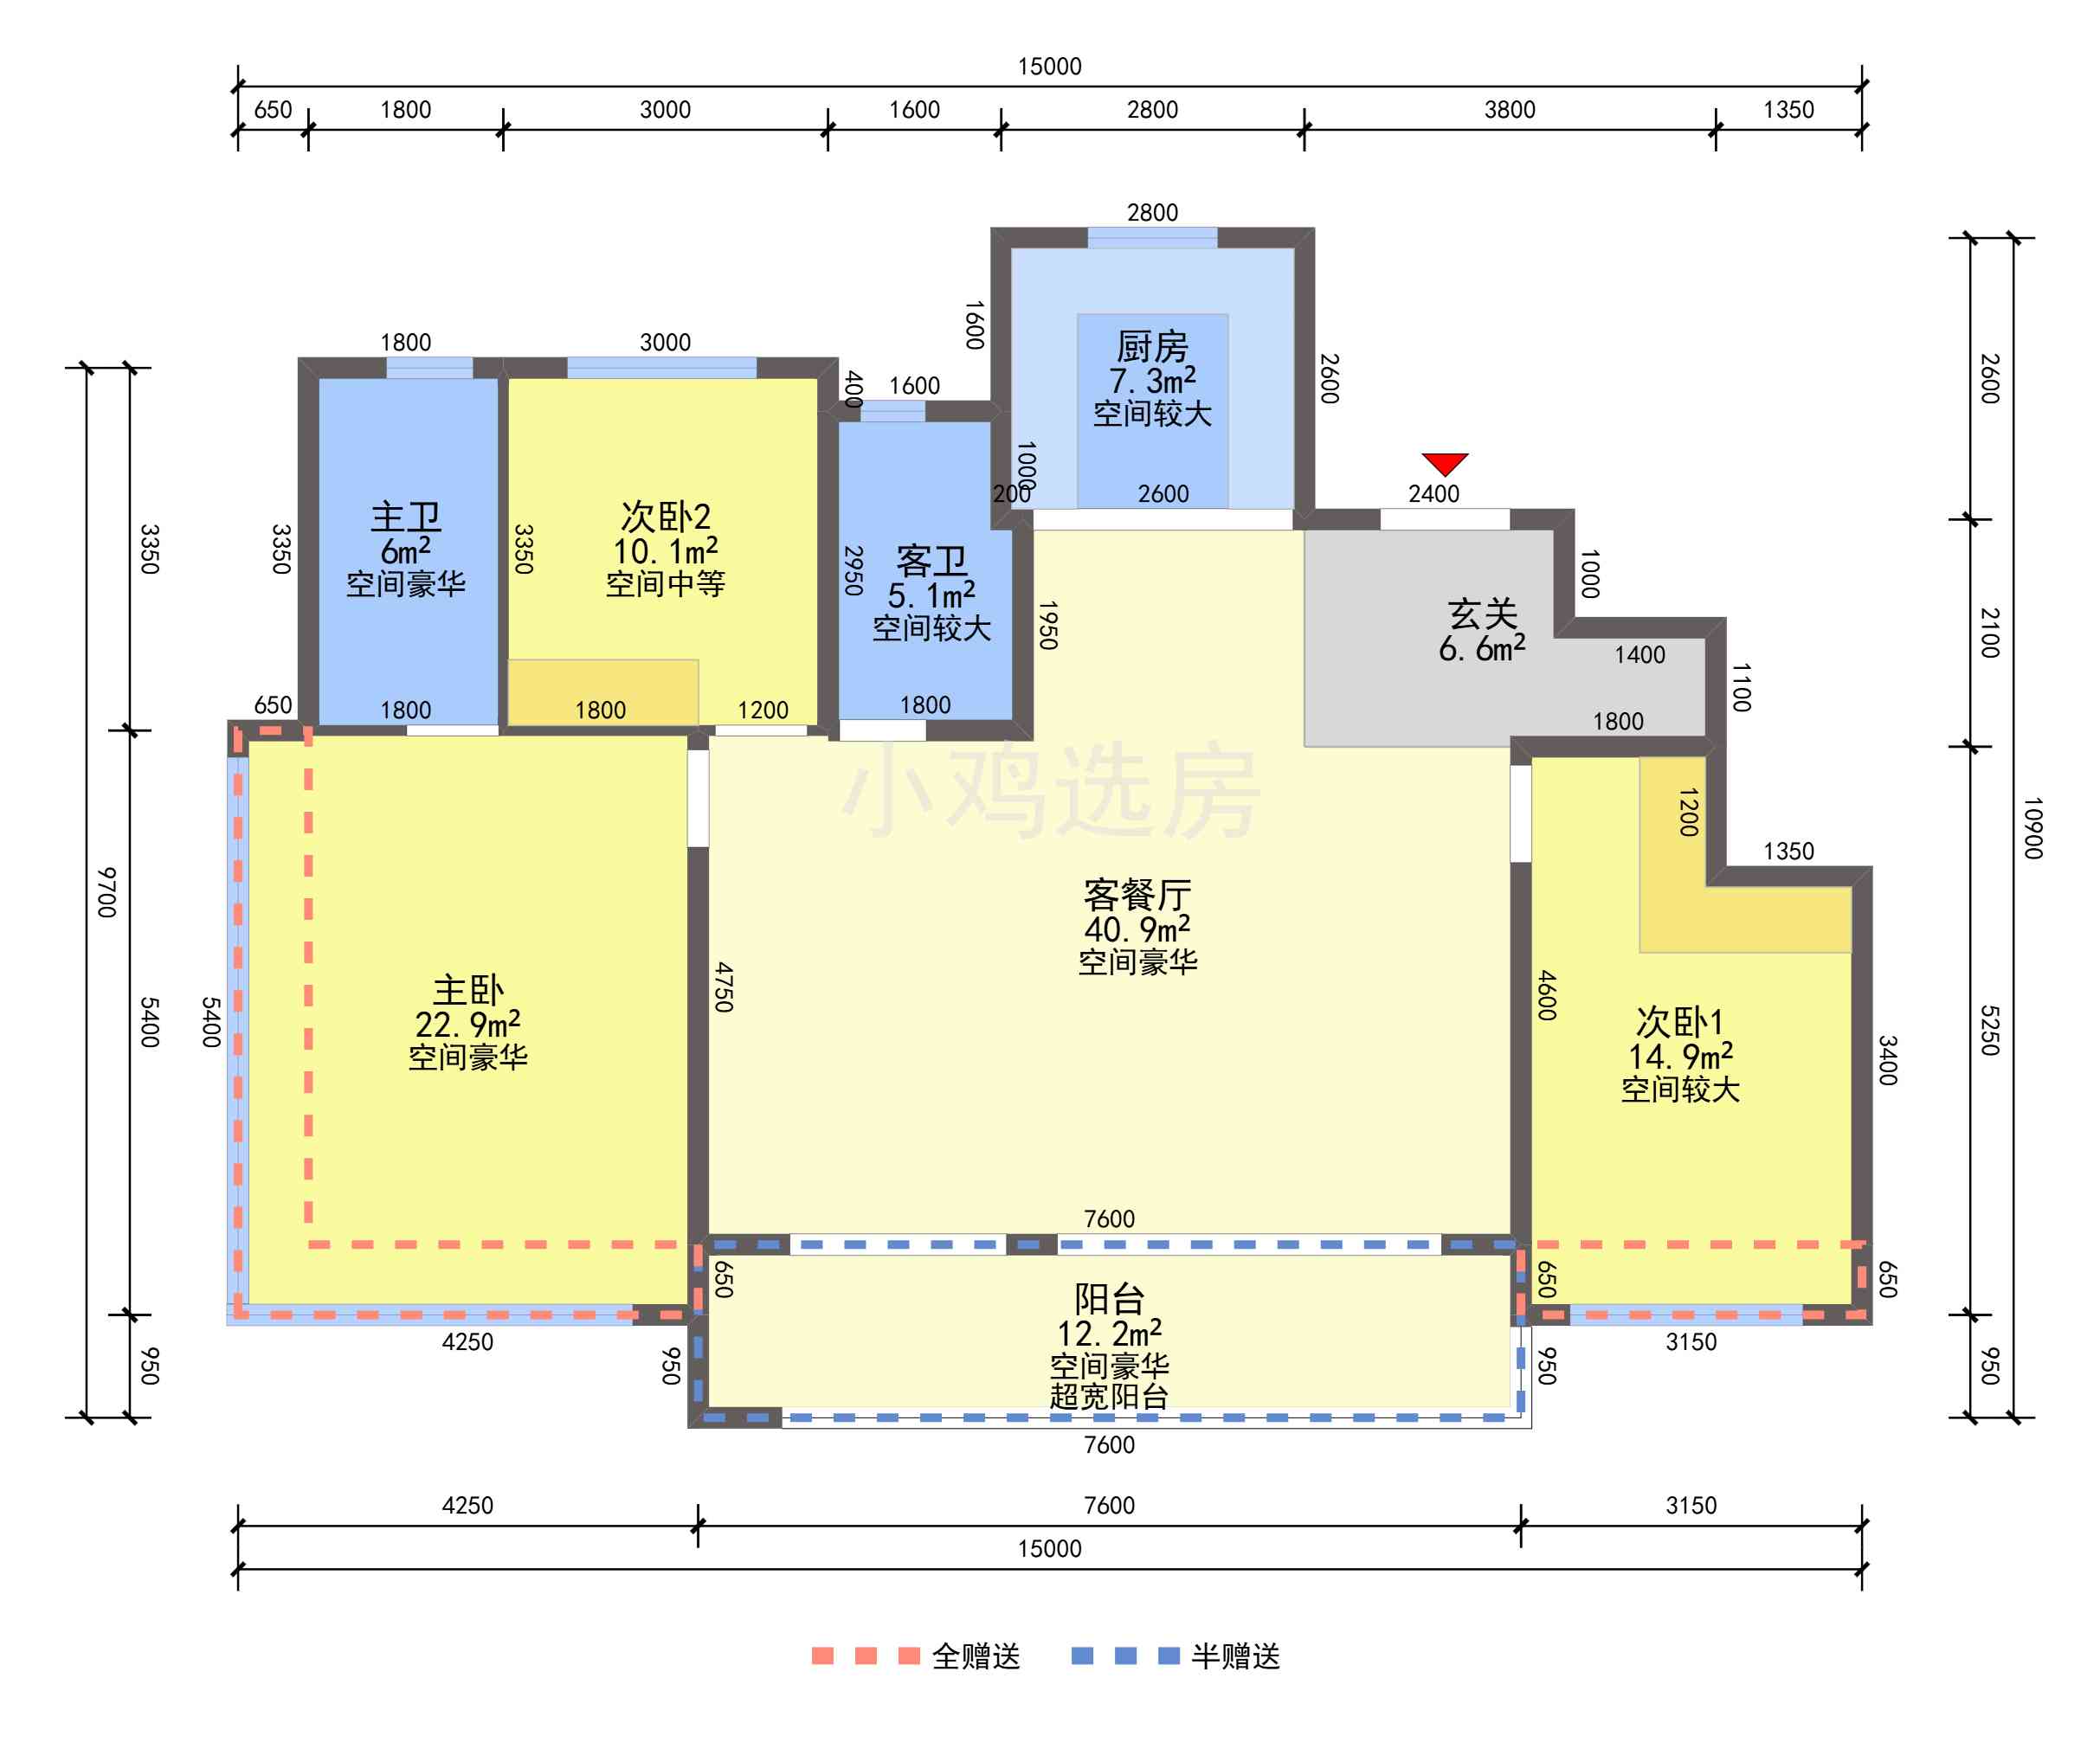 15000
650 1800 3000 1600 2800 3800 1350
2800
1600
2600
2600
1800 3000
400 1600
厨房
7.3m²
空间较大
1000
200 2600 2400
3350
3350
主卫
6m²
空间豪华
3350
次卧2
10.1m²
空间中等
2950
客卫
5.1m²
空间较大
1950
玄关
6.6m²
1000
1400
1100
2100
650 1800 1800 1200 1800 1800
小鸡选房
1200
1350
10900
9700
客餐厅
40.9m²
空间豪华
5400
5400
主卧
22.9m²
空间豪华
4750
4600
次卧1
14.9m²
空间较大
3400
5250
7600
650 650 650
阳台
12.2m²
空间豪华
超宽阳台
950 4250 950 950 3150 950
7600
4250 7600 3150
15000
全赠送 半赠送